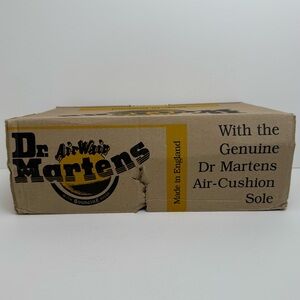 Dr.
AirWair
Martens
Made in England
With the
Genuine
Dr Martens
Air-Cushion
Sole